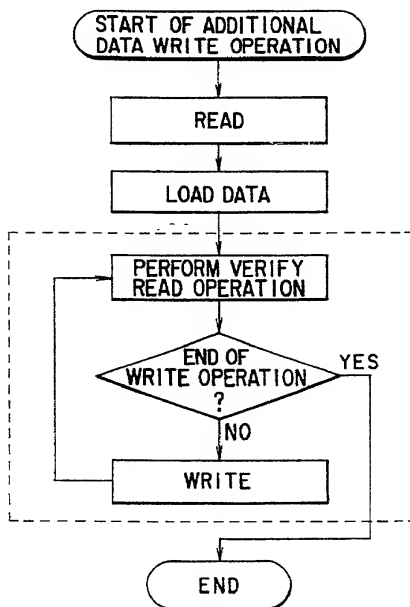 START OF ADDITIONAL
DATA WRITE OPERATION
READ
LOAD DATA
PERFORM VERIFY
READ OPERATION
END OF
WRITE OPERATION
?
YES
NO
WRITE
END